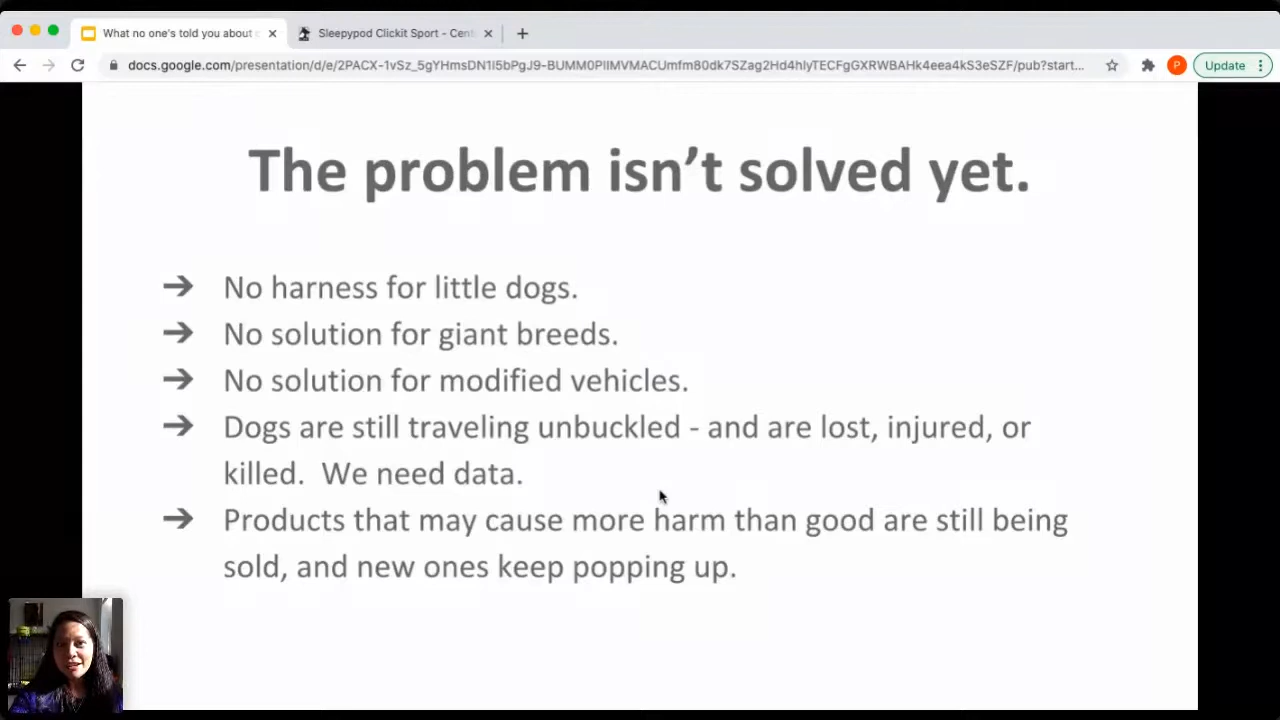 What no one's told you about
Sleepypod Clickit Sport - Cent
docs.google.com/presentation/d/e/2PACX-1vSz_5gYHmsDN1I5bPgJ9-BUMM0PIIMVMACUmfm80dk7SZag2Hd4hlyTECFgGXRWBAHk4eea4kS3eSZF/pub?start...
P
Update
The problem isn't solved yet.
➔ No harness for little dogs.
➔ No solution for giant breeds.
➔ No solution for modified vehicles.
➔ Dogs are still traveling unbuckled - and are lost, injured, or
killed. We need data.
➔ Products that may cause more harm than good are still being
sold, and new ones keep popping up.